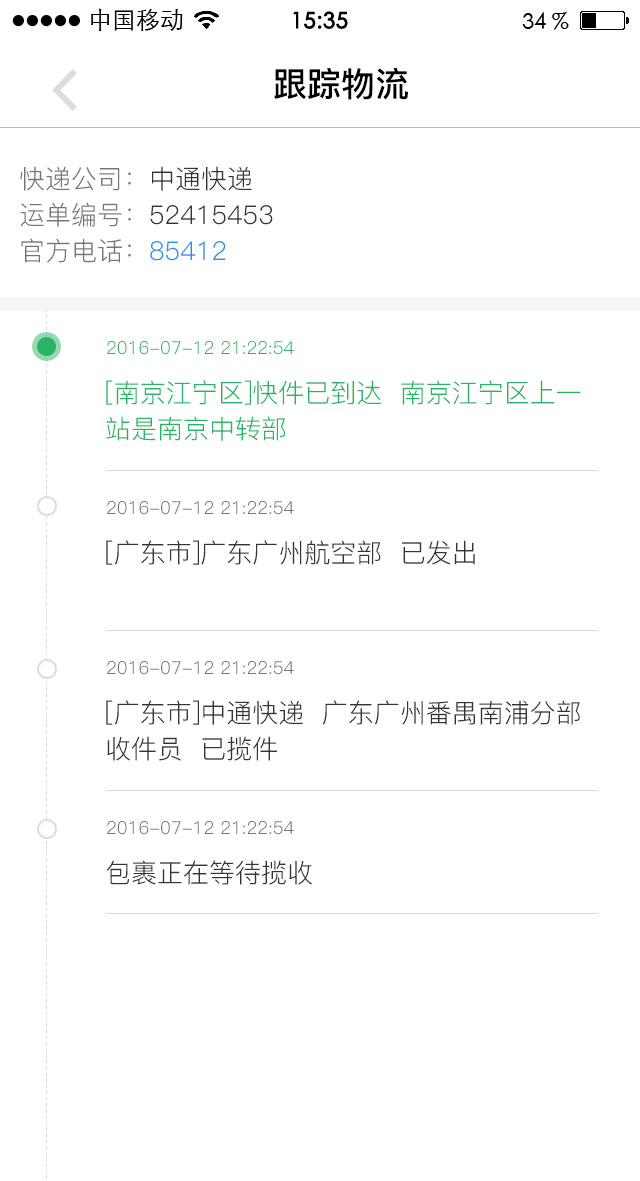 中国移动 15:35 34%
跟踪物流
快递公司：中通快递
运单编号：52415453
官方电话：85412
2016-07-12 21:22:54
[南京江宁区]快件已到达 南京江宁区上一
站是南京中转部
2016-07-12 21:22:54
[广东市]广东广州航空部 已发出
2016-07-12 21:22:54
[广东市]中通快递 广东广州番禺南浦分部
收件员 已揽件
2016-07-12 21:22:54
包裹正在等待揽收